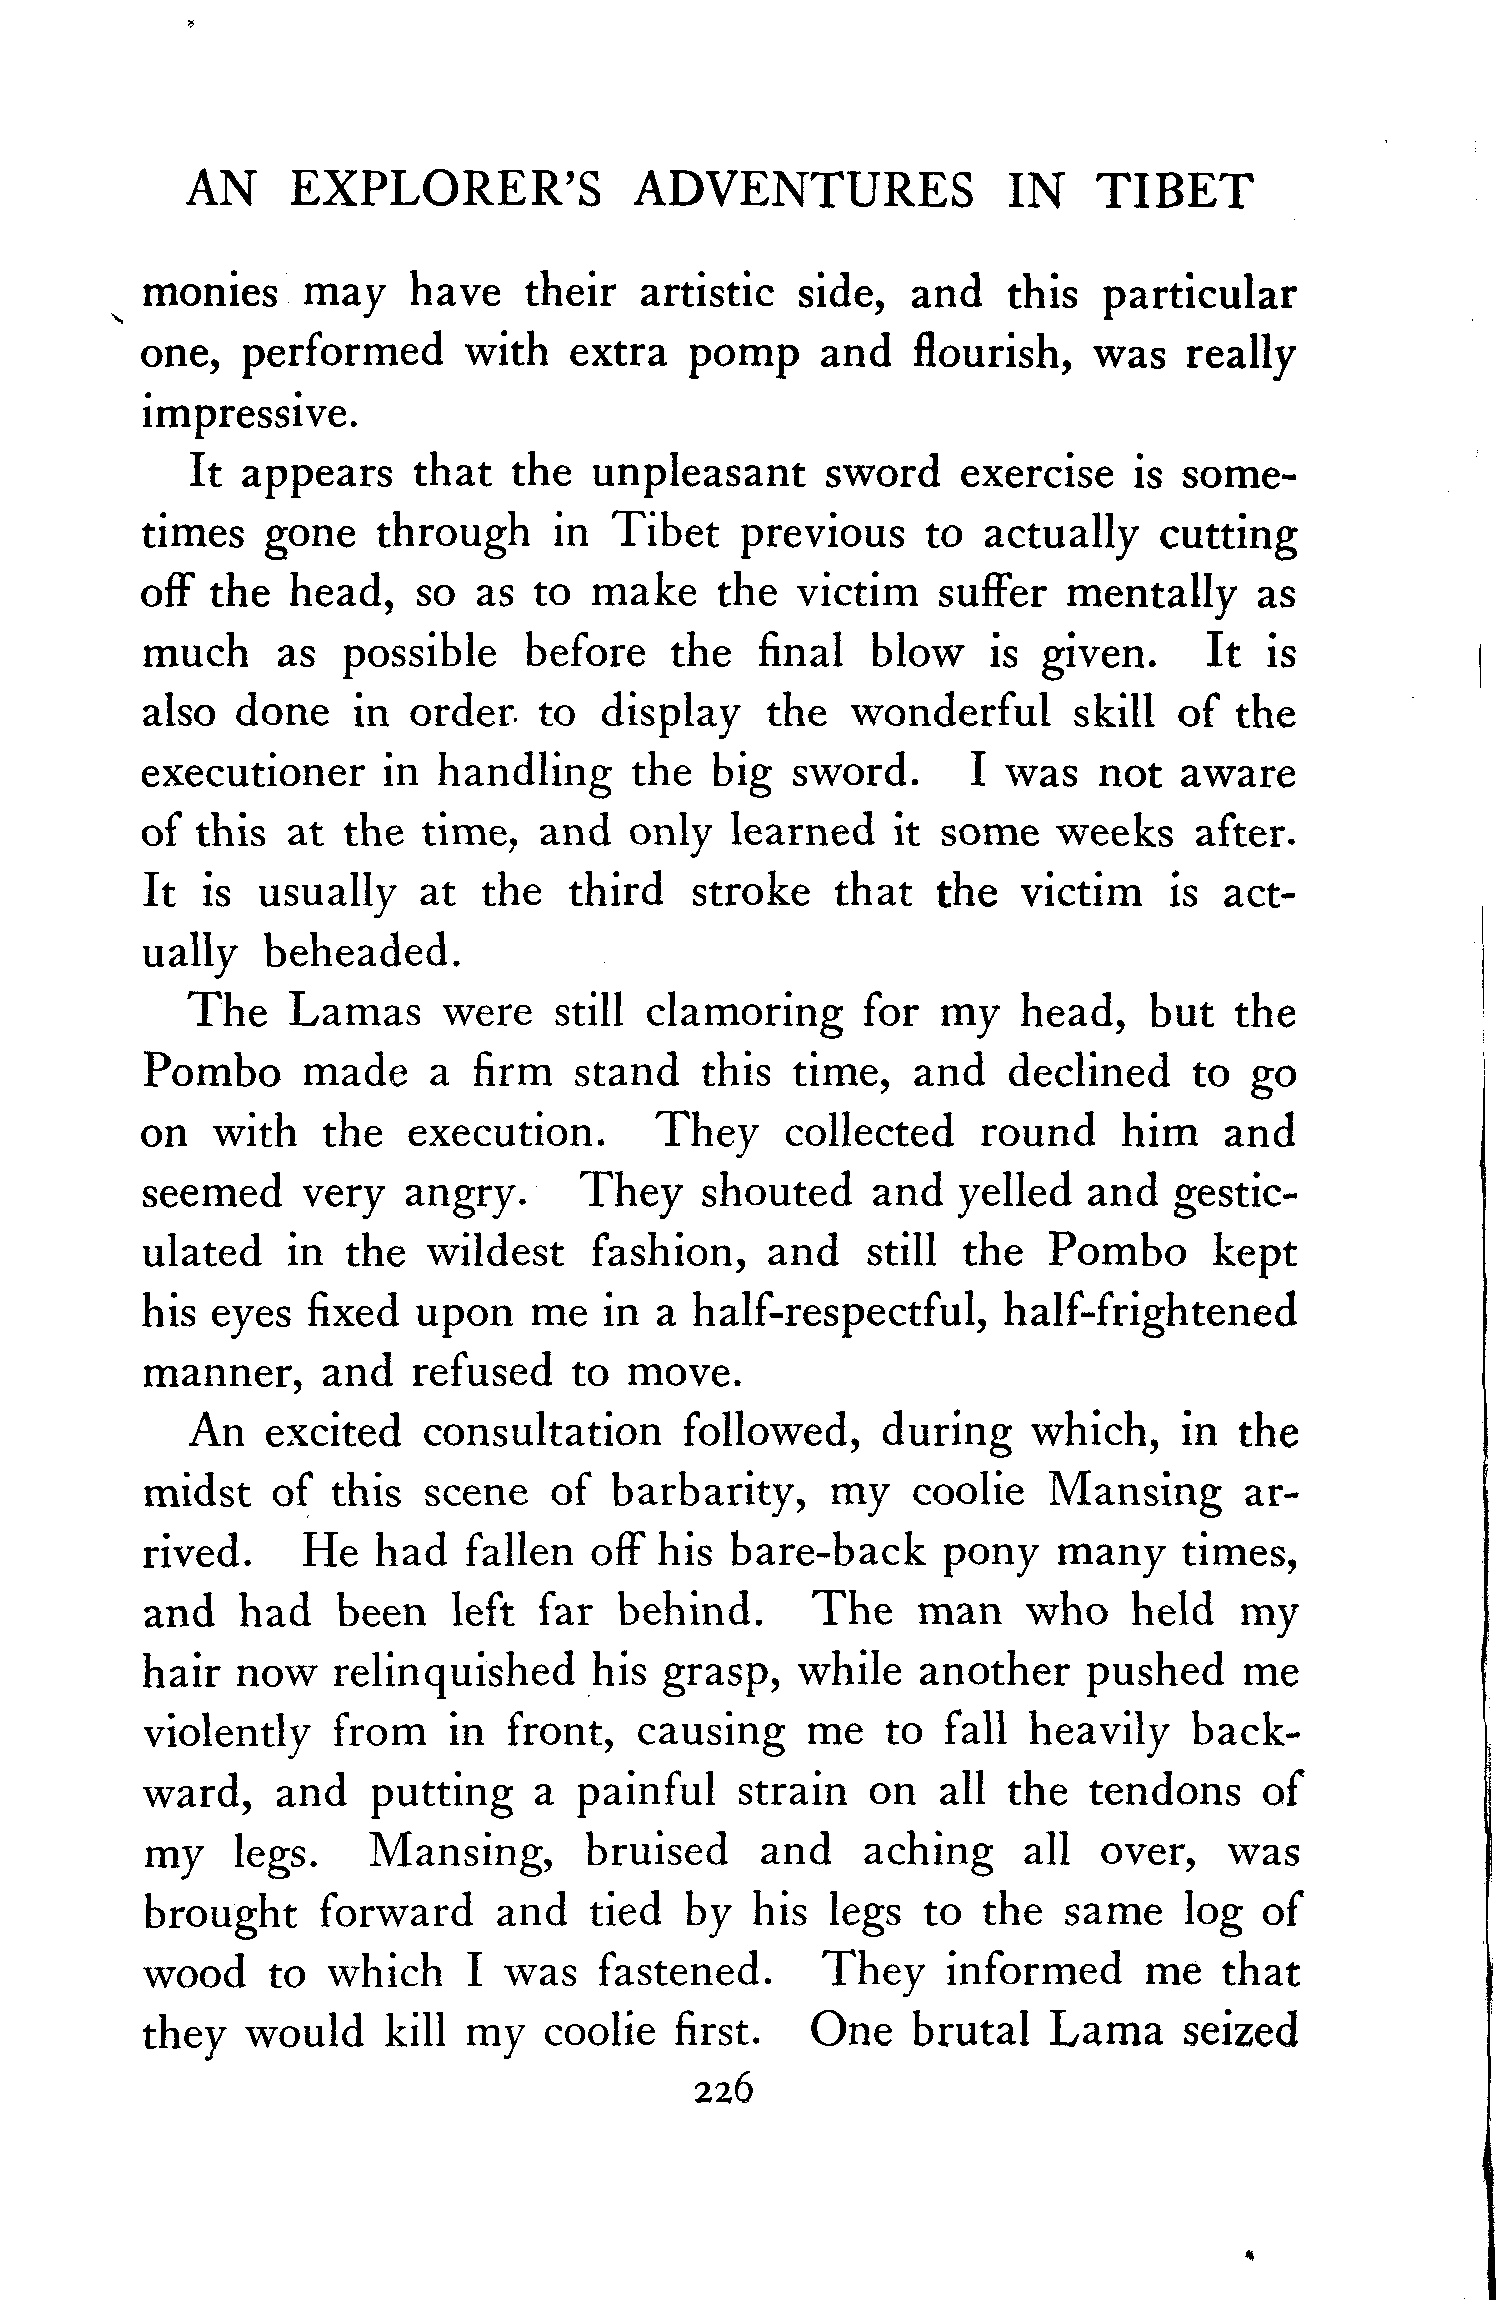 AN EXPLORER'S ADVENTURES IN TIBET
monies may have their artistic side, and this particular
one, performed with extra pomp and flourish, was really
impressive.
It appears that the unpleasant sword exercise is some-
times gone through in Tibet previous to actually cutting
off the head, so as to make the victim suffer mentally as
much as possible before the final blow is given. It is
also done in order to display the wonderful skill of the
executioner in handling the big sword. I was not aware
of this at the time, and only learned it some weeks after.
It is usually at the third stroke that the victim is act-
ually beheaded.
The Lamas were still clamoring for my head, but the
Pombo made a firm stand this time, and declined to go
on with the execution. They collected round him and
seemed very angry. They shouted and yelled and gestic-
ulated in the wildest fashion, and still the Pombo kept
his eyes fixed upon me in a half-respectful, half-frightened
manner, and refused to move.
An excited consultation followed, during which, in the
midst of this scene of barbarity, my coolie Mansing ar-
rived. He had fallen off his bare-back pony many times,
and had been left far behind. The man who held my
hair now relinquished his grasp, while another pushed me
violently from in front, causing me to fall heavily back-
ward, and putting a painful strain on all the tendons of
my legs. Mansing, bruised and aching all over, was
brought forward and tied by his legs to the same log of
wood to which I was fastened. They informed me that
they would kill my coolie first. One brutal Lama seized
226